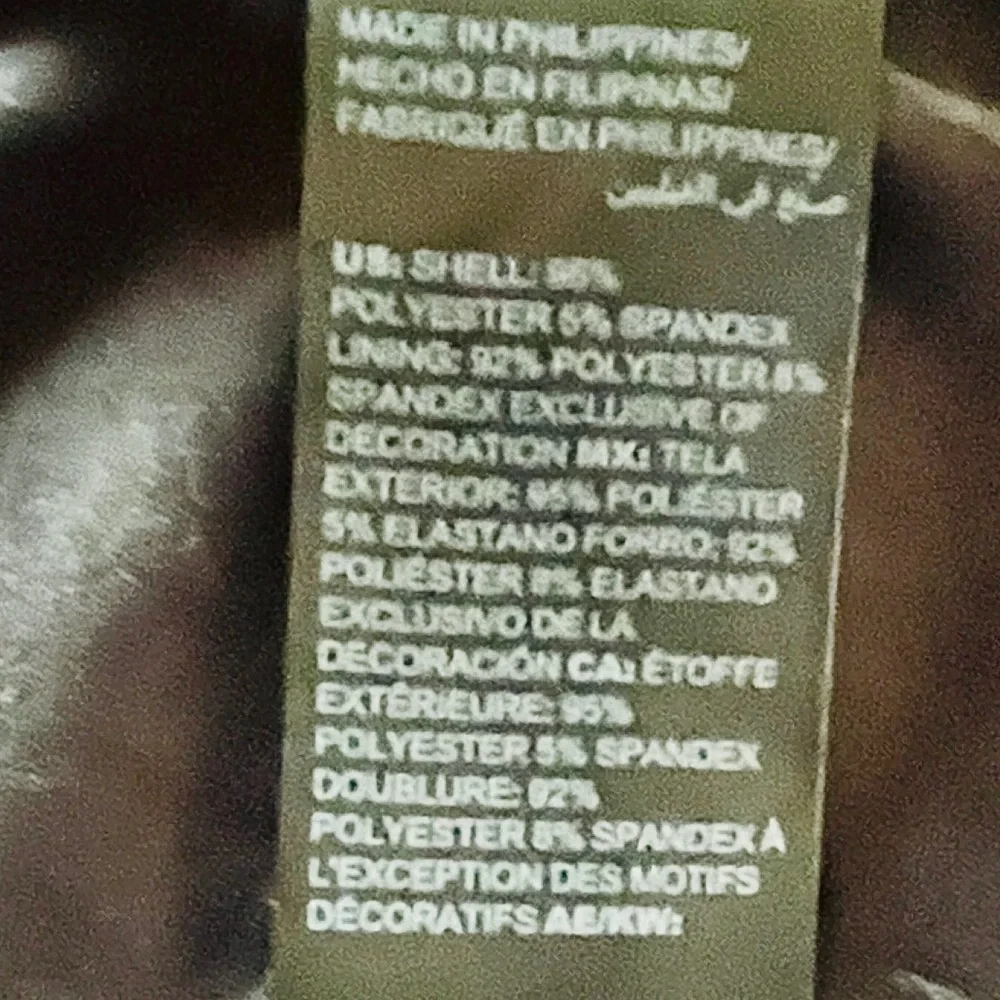 MADE IN PHILIPPINES/
HECHO EN FILIPINAS/
FABRIQUÉ EN PHILIPPINES/
صنع في الفلبين
US: SHELL: 95%
POLYESTER 5% SPANDEX
LINING: 92% POLYESTER 8%
SPANDEX EXCLUSIVE OF
DECORATION MX: TELA
EXTERIOR: 95% POLIÉSTER
5% ELASTANO FORRO: 92%
POLIÉSTER 8% ELASTANO
EXCLUSIVO DE LA
DECORACIÓN CA: ÉTOFFE
EXTÉRIEURE: 95%
POLYESTER 5% SPANDEX
DOUBLURE: 92%
POLYESTER 8% SPANDEX À
L'EXCEPTION DES MOTIFS
DÉCORATIFS AE/KW: